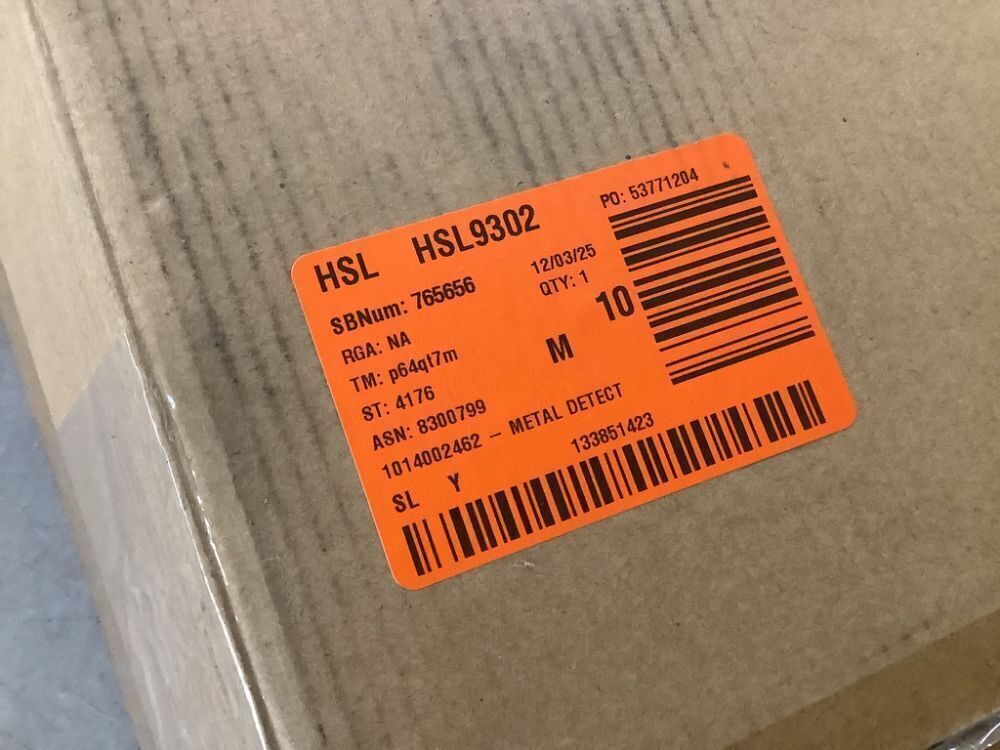 HSL HSL9302
PO: 53771204
SBNum: 765656
12/03/25
RGA: NA
QTY: 1
TM: p64qt7m
M
10
ST: 4176
ASN: 8300799
1014002462 – METAL DETECT
SL Y
133851423